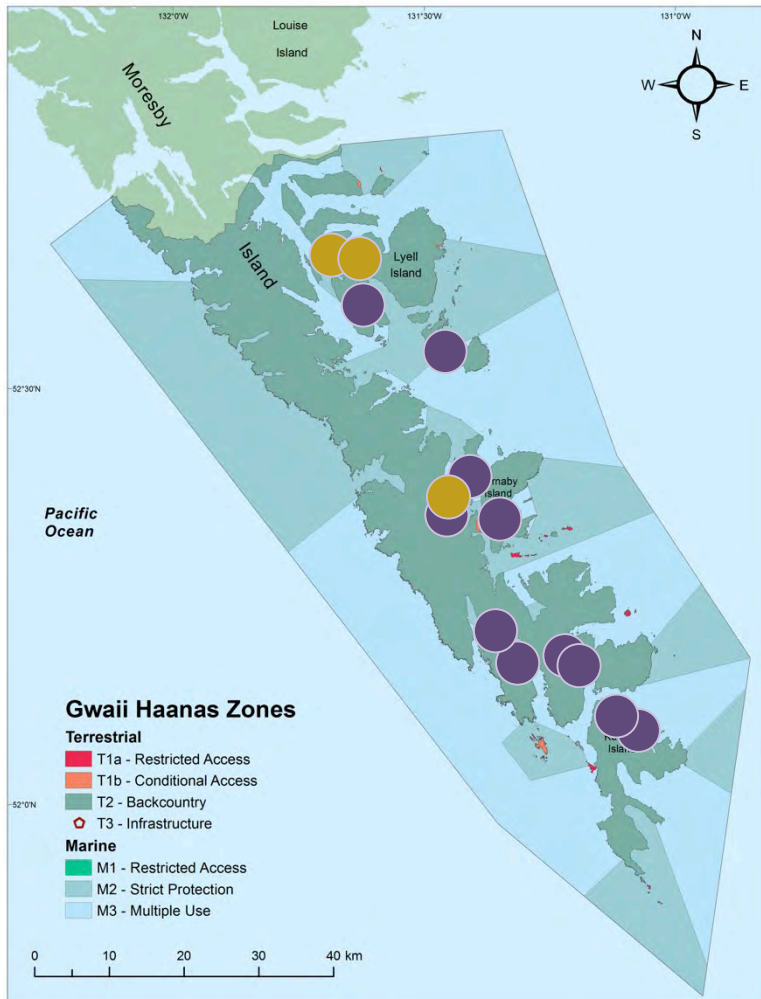 132°0'W
131°30'W
131°0'W
Louise
Island
Moresby
Island
N
W
E
S
Lyell
Island
52°30'N
Island
Pacific
Ocean
Island
52°0'N
Gwaii Haanas Zones
Terrestrial
T1a - Restricted Access
T1b - Conditional Access
T2 - Backcountry
T3 - Infrastructure
Marine
M1 - Restricted Access
M2 - Strict Protection
M3 - Multiple Use
0 10 20 30 40 km